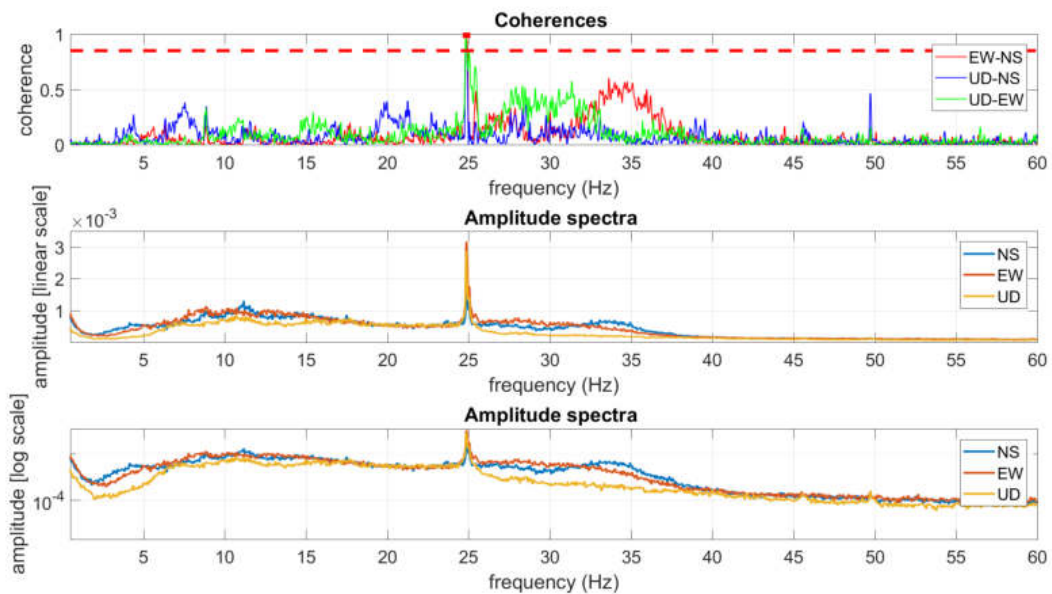 Coherences
1
0.5
0
coherence
EW-NS
UD-NS
UD-EW
5 10 15 20 25 30 35 40 45 50 55 60
frequency (Hz)
Amplitude spectra
×10⁻³
3
2
1
amplitude [linear scale]
NS
EW
UD
5 10 15 20 25 30 35 40 45 50 55 60
frequency (Hz)
Amplitude spectra
10⁻⁴
amplitude [log scale]
NS
EW
UD
5 10 15 20 25 30 35 40 45 50 55 60
frequency (Hz)